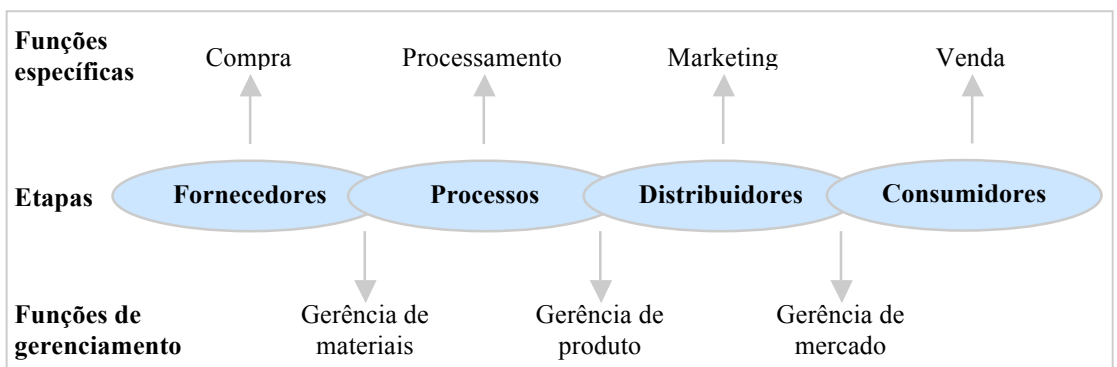 Funções
específicas
Compra Processamento Marketing Venda
Etapas Fornecedores Processos Distribuidores Consumidores
Funções de
gerenciamento
Gerência de
materiais
Gerência de
produto
Gerência de
mercado